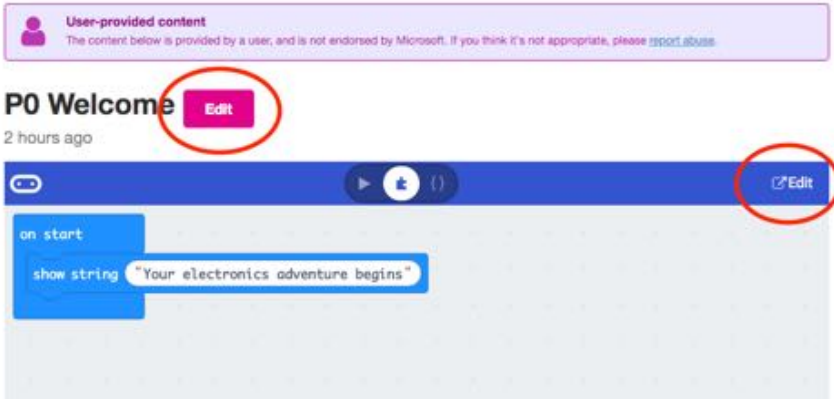 User-provided content
The content below is provided by a user, and is not endorsed by Microsoft. If you think it's not appropriate, please report abuse.
P0 Welcome Edit
2 hours ago
Edit
on start
show string "Your electronics adventure begins"